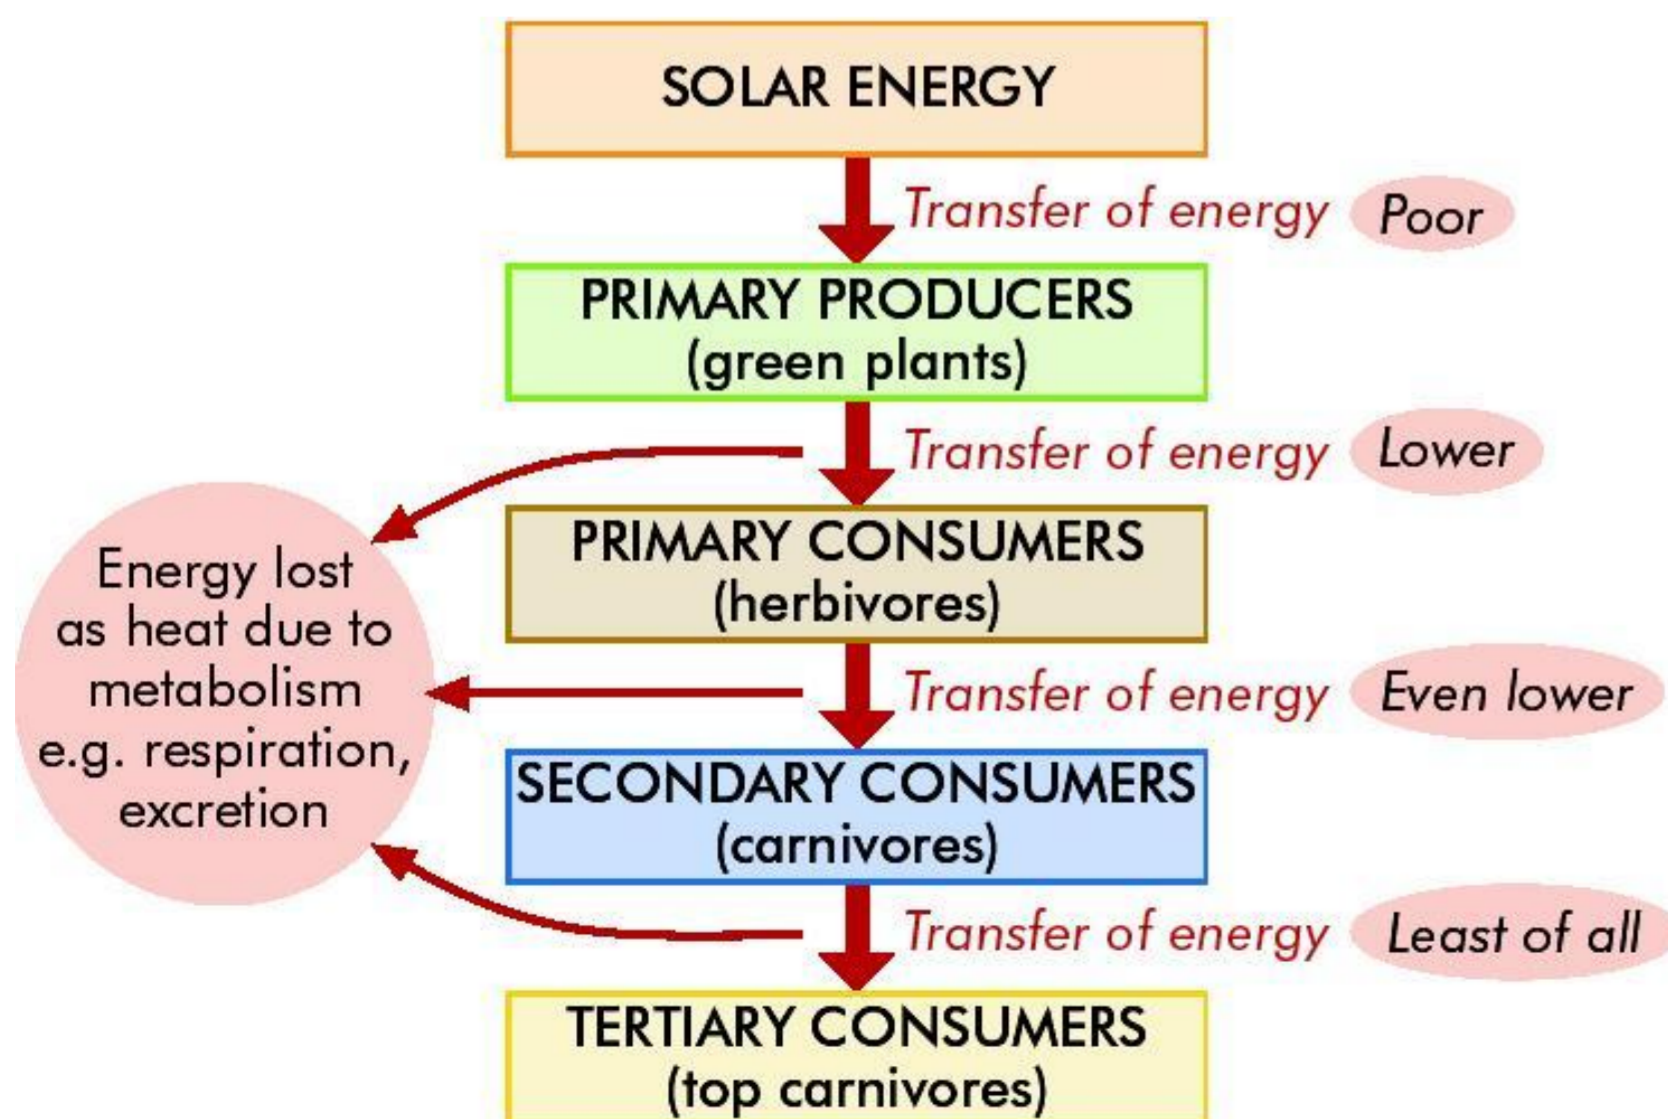 SOLAR ENERGY
Transfer of energy Poor
PRIMARY PRODUCERS
(green plants)
Transfer of energy Lower
PRIMARY CONSUMERS
(herbivores)
Energy lost
as heat due to
metabolism
e.g. respiration,
excretion
Transfer of energy Even lower
SECONDARY CONSUMERS
(carnivores)
Transfer of energy Least of all
TERTIARY CONSUMERS
(top carnivores)